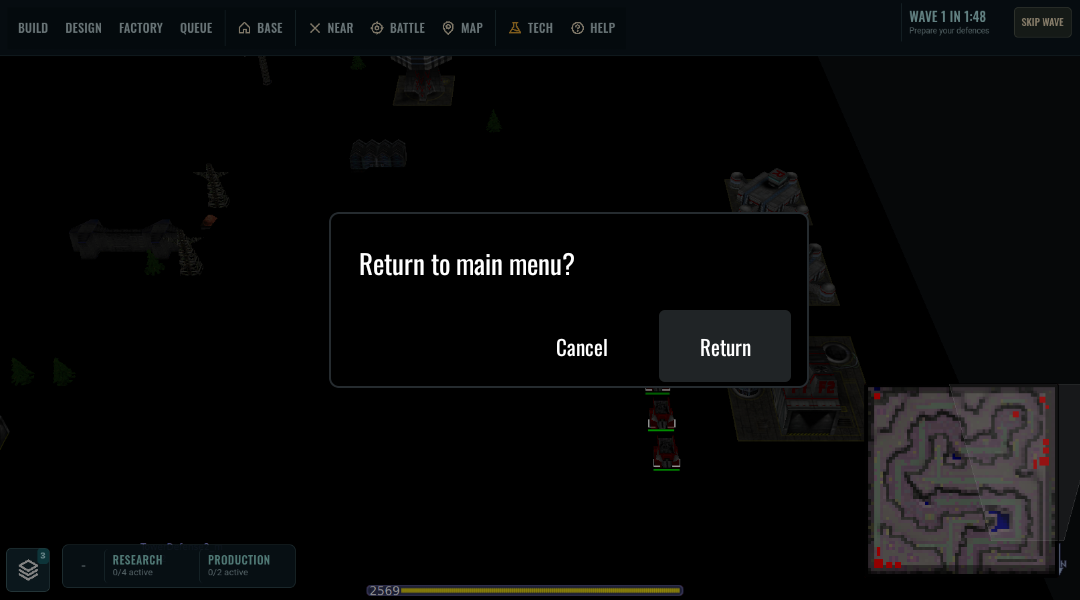 BUILD DESIGN FACTORY QUEUE BASE NEAR BATTLE MAP TECH HELP
WAVE 1 IN 1:48
Prepare your defences
SKIP WAVE
Return to main menu?
Cancel Return
3
-
RESEARCH
0/4 active
PRODUCTION
0/2 active
2569
N